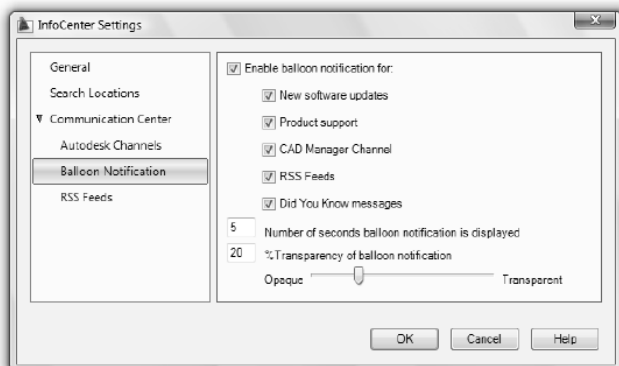 InfoCenter Settings
General
Search Locations
Communication Center
Autodesk Channels
Balloon Notification
RSS Feeds
Enable balloon notification for:
New software updates
Product support
CAD Manager Channel
RSS Feeds
Did You Know messages
5 Number of seconds balloon notification is displayed
20 %Transparency of balloon notification
Opaque Transparent
OK Cancel Help